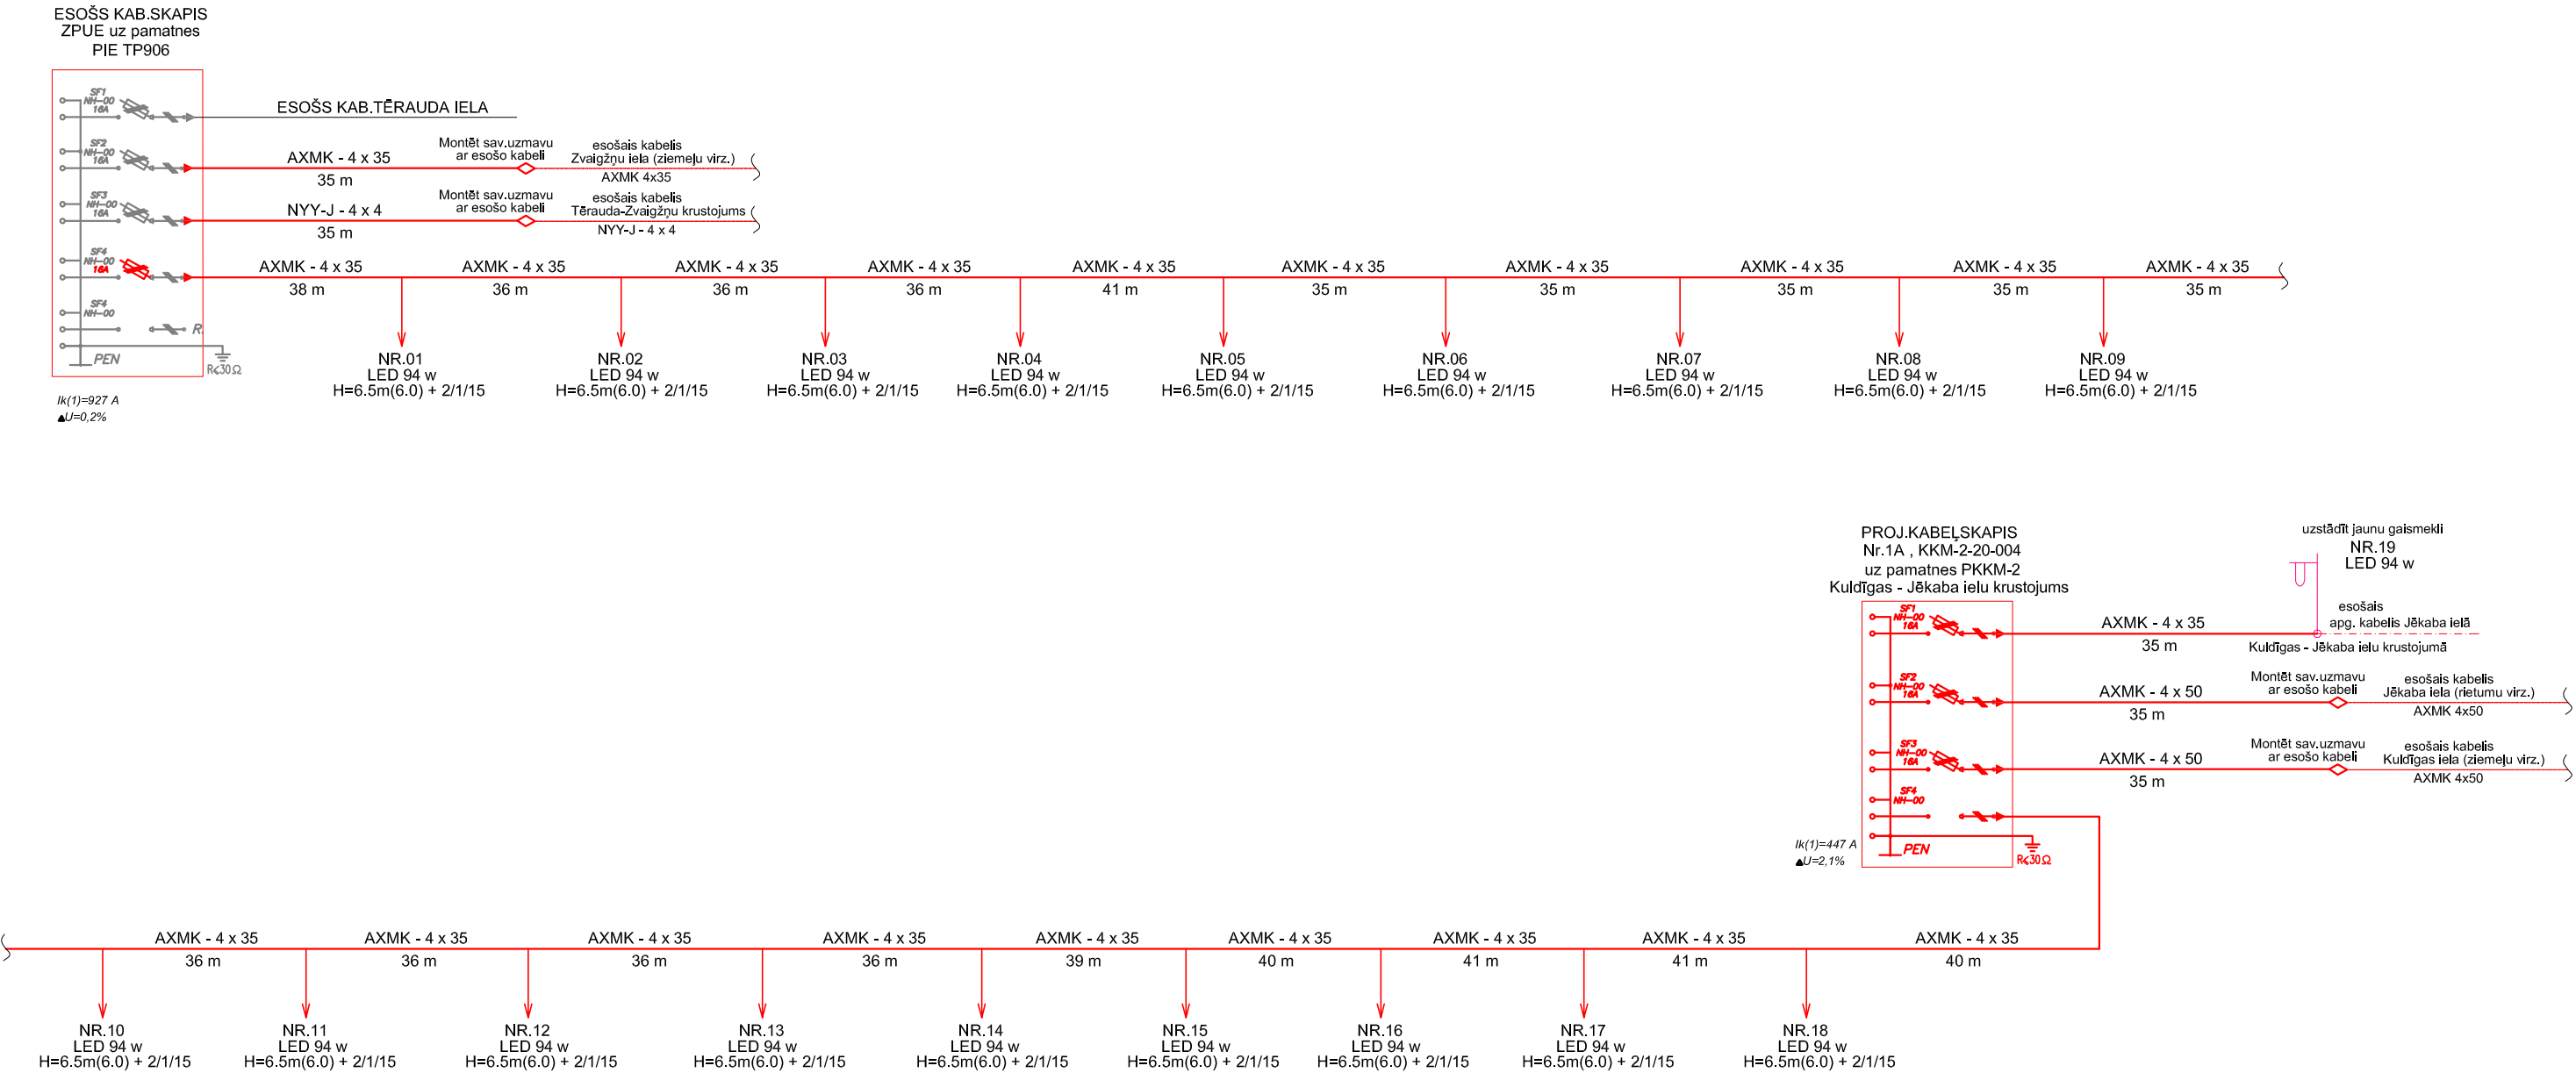 ESOŠS KAB.SKAPIS
ZPUE uz pamatnes
PIE TP906
SF1
NH-00
16A
ESOŠS KAB.TĒRAUDA IELA
SF2
NH-00
16A
AXMK - 4 x 35
35 m
Montēt sav.uzmavu
ar esošo kabeli
esošais kabelis
Zvaigžņu iela (ziemeļu virz.)
AXMK 4x35
SF3
NH-00
16A
NYY-J - 4 x 4
35 m
Montēt sav.uzmavu
ar esošo kabeli
esošais kabelis
Tērauda-Zvaigžņu krustojums
NYY-J - 4 x 4
SF4
NH-00
16A
AXMK - 4 x 35
38 m
AXMK - 4 x 35
36 m
AXMK - 4 x 35
36 m
AXMK - 4 x 35
36 m
AXMK - 4 x 35
41 m
AXMK - 4 x 35
35 m
AXMK - 4 x 35
35 m
AXMK - 4 x 35
35 m
AXMK - 4 x 35
35 m
AXMK - 4 x 35
35 m
SF4
NH-00
R.
PEN
R≤30Ω
Ik(1)=927 A
▲U=0,2%
NR.01
LED 94 w
H=6.5m(6.0) + 2/1/15
NR.02
LED 94 w
H=6.5m(6.0) + 2/1/15
NR.03
LED 94 w
H=6.5m(6.0) + 2/1/15
NR.04
LED 94 w
H=6.5m(6.0) + 2/1/15
NR.05
LED 94 w
H=6.5m(6.0) + 2/1/15
NR.06
LED 94 w
H=6.5m(6.0) + 2/1/15
NR.07
LED 94 w
H=6.5m(6.0) + 2/1/15
NR.08
LED 94 w
H=6.5m(6.0) + 2/1/15
NR.09
LED 94 w
H=6.5m(6.0) + 2/1/15
PROJ.KABEĻSKAPIS
Nr.1A , KKM-2-20-004
uz pamatnes PKKM-2
Kuldīgas - Jēkaba ielu krustojums
uzstādīt jaunu gaismekli
NR.19
LED 94 w
SF1
NH-00
16A
AXMK - 4 x 35
35 m
esošais
apg. kabelis Jēkaba ielā
Kuldīgas - Jēkaba ielu krustojumā
SF2
NH-00
16A
AXMK - 4 x 50
35 m
Montēt sav.uzmavu
ar esošo kabeli
esošais kabelis
Jēkaba iela (rietumu virz.)
AXMK 4x50
SF3
NH-00
16A
AXMK - 4 x 50
35 m
Montēt sav.uzmavu
ar esošo kabeli
esošais kabelis
Kuldīgas iela (ziemeļu virz.)
AXMK 4x50
SF4
NH-00
PEN
R≤30Ω
Ik(1)=447 A
▲U=2,1%
AXMK - 4 x 35
36 m
AXMK - 4 x 35
36 m
AXMK - 4 x 35
36 m
AXMK - 4 x 35
36 m
AXMK - 4 x 35
39 m
AXMK - 4 x 35
40 m
AXMK - 4 x 35
41 m
AXMK - 4 x 35
41 m
AXMK - 4 x 35
40 m
NR.10
LED 94 w
H=6.5m(6.0) + 2/1/15
NR.11
LED 94 w
H=6.5m(6.0) + 2/1/15
NR.12
LED 94 w
H=6.5m(6.0) + 2/1/15
NR.13
LED 94 w
H=6.5m(6.0) + 2/1/15
NR.14
LED 94 w
H=6.5m(6.0) + 2/1/15
NR.15
LED 94 w
H=6.5m(6.0) + 2/1/15
NR.16
LED 94 w
H=6.5m(6.0) + 2/1/15
NR.17
LED 94 w
H=6.5m(6.0) + 2/1/15
NR.18
LED 94 w
H=6.5m(6.0) + 2/1/15